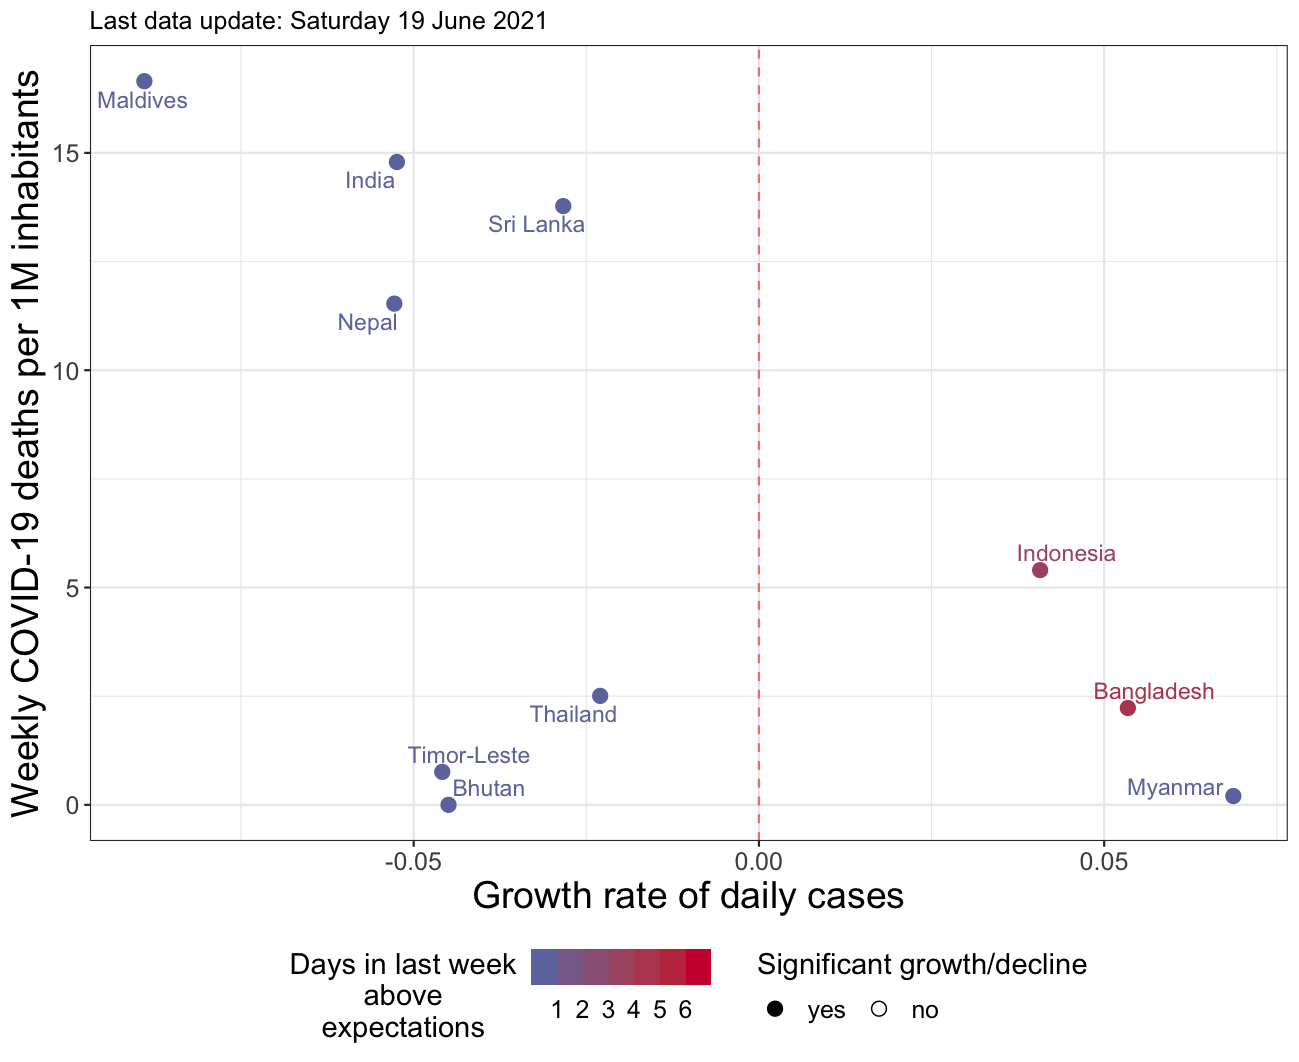 Last data update: Saturday 19 June 2021
Weekly COVID-19 deaths per 1M inhabitants
15
10
5
0
Maldives
India
Sri Lanka
Nepal
Indonesia
Bangladesh
Thailand
Timor-Leste
Bhutan
Myanmar
-0.05 0.00 0.05
Growth rate of daily cases
Days in last week
above
expectations
1 2 3 4 5 6
Significant growth/decline
yes no